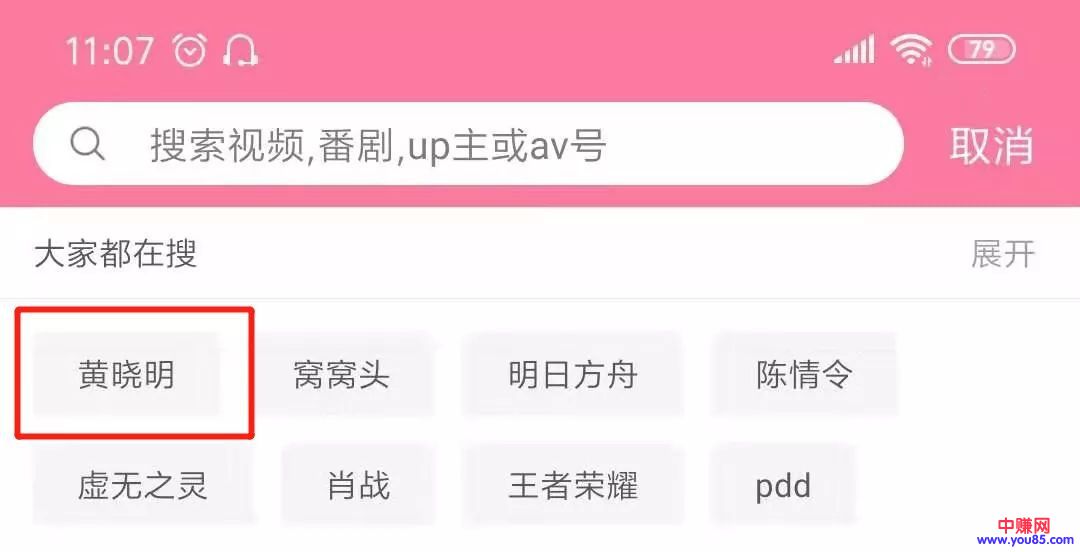 11:07 79
搜索视频,番剧,up主或av号 取消
大家都在搜 展开
黄晓明 窝窝头 明日方舟 陈情令
虚无之灵 肖战 王者荣耀 pdd
中赚网
www.you85.com